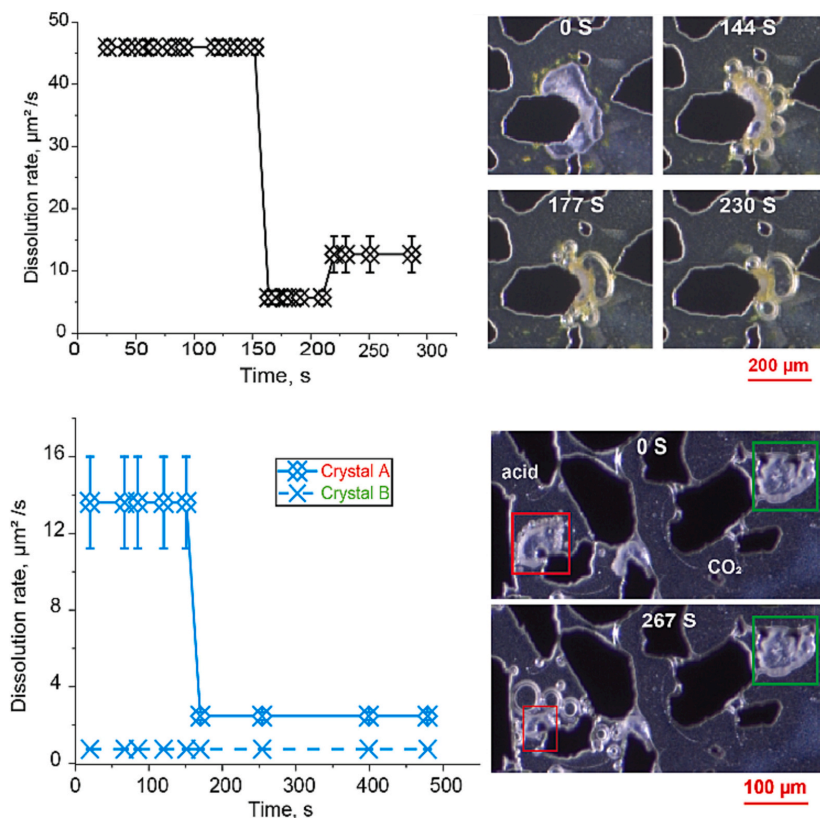 Dissolution rate, µm² /s
50
45
40
30
20
10
0
0 50 100 150 200 250 300
Time, s
0 S
144 S
177 S
230 S
200 µm
Dissolution rate, µm² /s
16
12
8
4
0
Crystal A
Crystal B
0 100 200 300 400 500
Time, s
0 S
acid
CO₂
267 S
100 µm